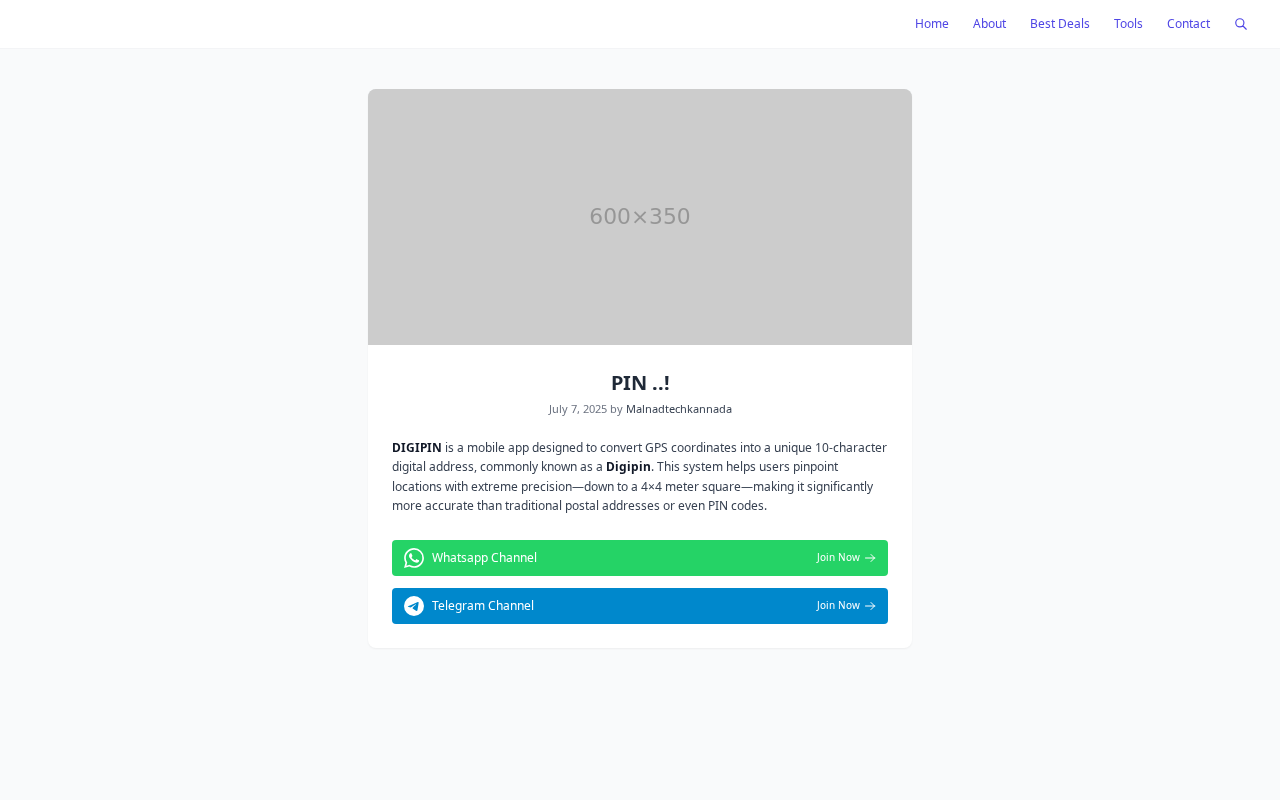 Home About Best Deals Tools Contact
600×350
PIN ..!
July 7, 2025 by Malnadtechkannada
DIGIPIN is a mobile app designed to convert GPS coordinates into a unique 10-character
digital address, commonly known as a Digipin. This system helps users pinpoint
locations with extreme precision—down to a 4×4 meter square—making it significantly
more accurate than traditional postal addresses or even PIN codes.
Whatsapp Channel Join Now →
Telegram Channel Join Now →